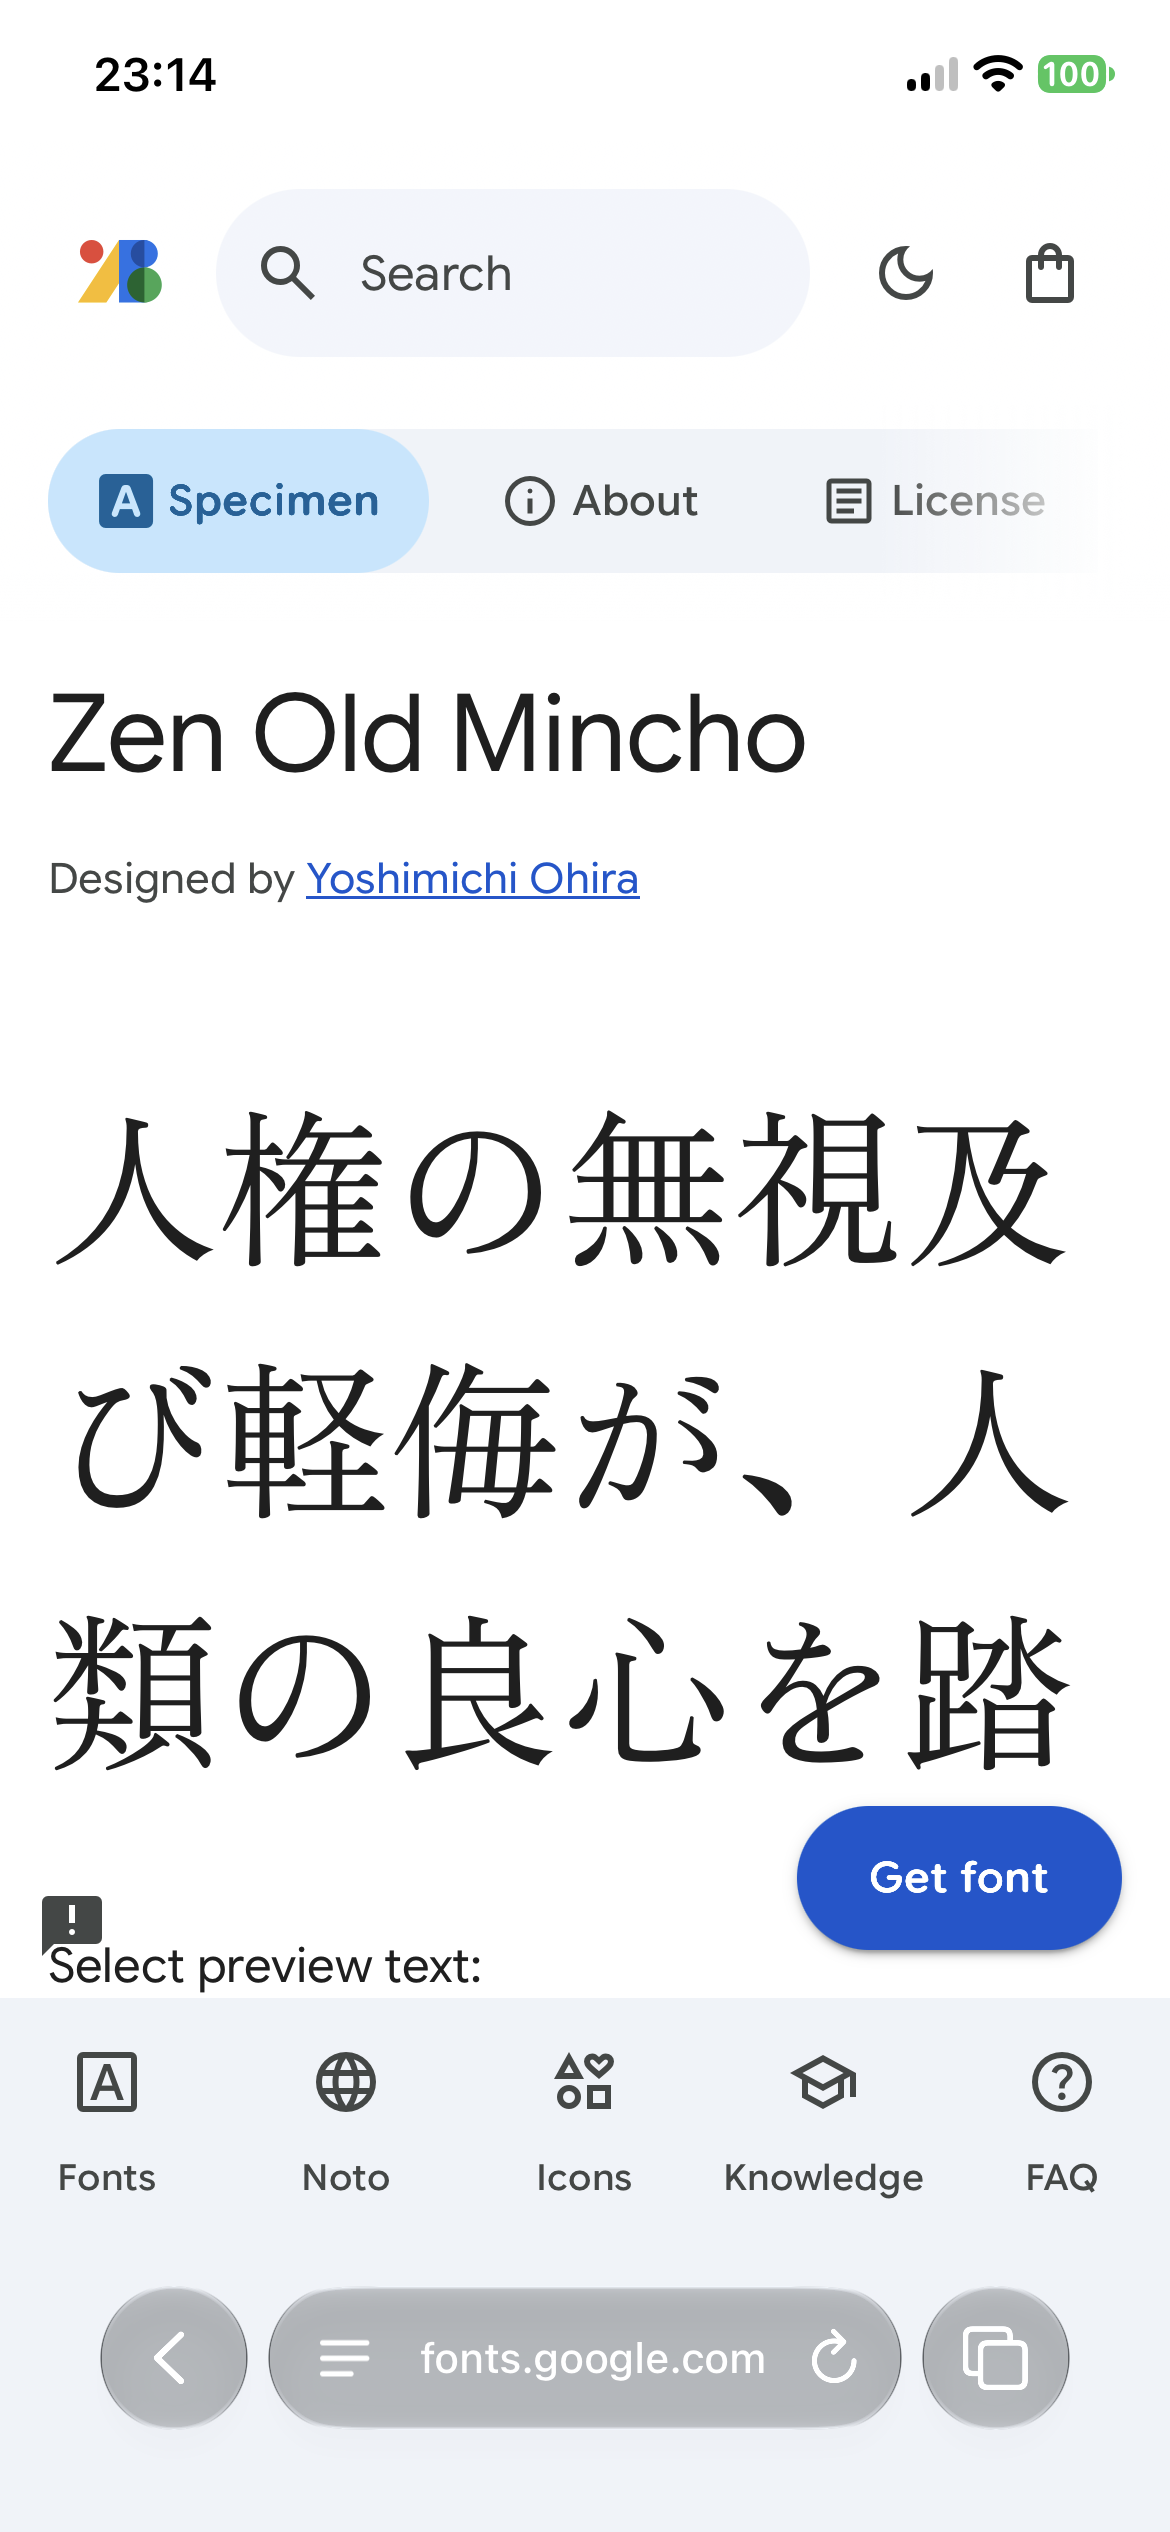 23:14
100
Search
Specimen
About
License
Zen Old Mincho
Designed by Yoshimichi Ohira
人権の無視及
び軽侮が、人
類の良心を踏
Get font
Select preview text:
Fonts
Noto
Icons
Knowledge
FAQ
fonts.google.com